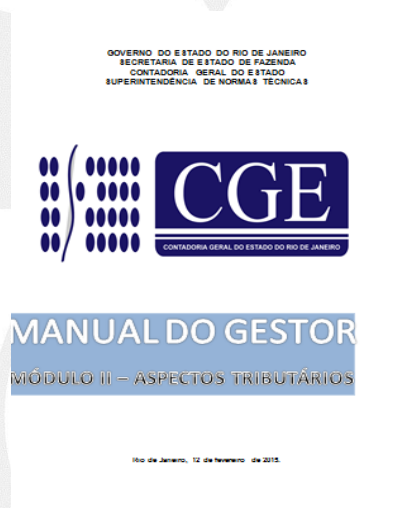 GOVERNO DO ESTADO DO RIO DE JANEIRO
SECRETARIA DE ESTADO DE FAZENDA
CONTADORIA GERAL DO ESTADO
SUPERINTENDÊNCIA DE NORMAS TÉCNICAS
CGE
CONTADORIA GERAL DO ESTADO DO RIO DE JANEIRO
MANUAL DO GESTOR
MÓDULO II – ASPECTOS TRIBUTÁRIOS
Rio de Janeiro, 12 de fevereiro de 2015.